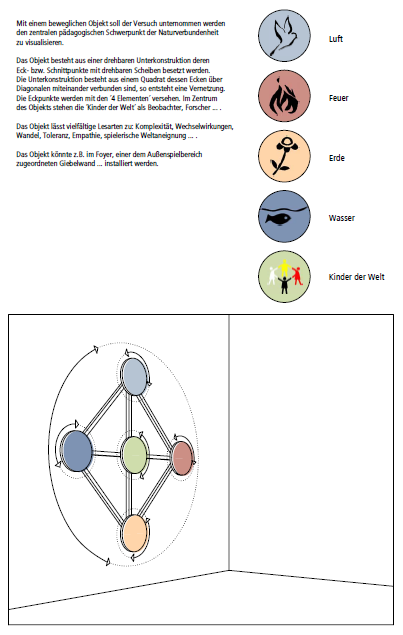 Mit einem beweglichen Objekt soll der Versuch unternommen werden
den zentralen pädagogischen Schwerpunkt der Naturverbundenheit
zu visualisieren.
Das Objekt besteht aus einer drehbaren Unterkonstruktion deren
Eck- bzw. Schnittpunkte mit drehbaren Scheiben besetzt werden.
Die Unterkonstruktion besteht aus einem Quadrat dessen Ecken über
Diagonalen miteinander verbunden sind, so entsteht eine Vernetzung.
Die Eckpunkte werden mit den ´4 Elementen´ versehen. Im Zentrum
des Objekts stehen die ´Kinder der Welt´ als Beobachter, Forscher ... .
Das Objekt lässt vielfältige Lesarten zu: Komplexität, Wechselwirkungen,
Wandel, Toleranz, Empathie, spielerische Weltaneignung ... .
Das Objekt könnte z.B. im Foyer, einer dem Außenspielbereich
zugeordneten Giebelwand ... installiert werden.
Luft
Feuer
Erde
Wasser
Kinder der Welt